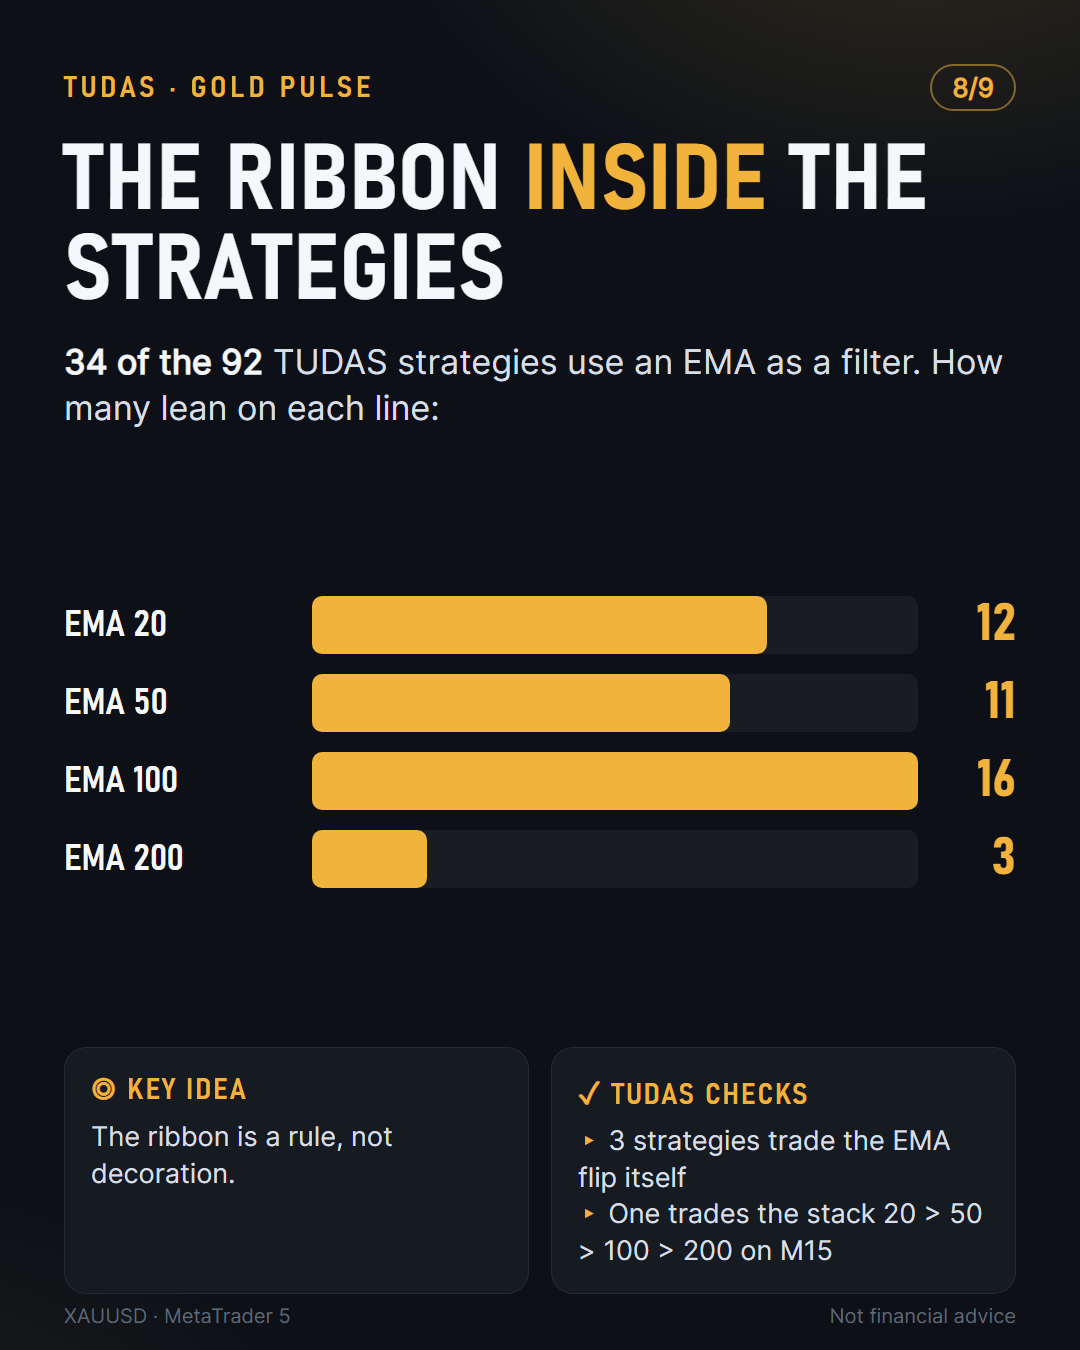 TUDAS · GOLD PULSE
8/9
THE RIBBON INSIDE THE
STRATEGIES
34 of the 92 TUDAS strategies use an EMA as a filter. How
many lean on each line:
EMA 20 12
EMA 50 11
EMA 100 16
EMA 200 3
◎ KEY IDEA
The ribbon is a rule, not
decoration.
✓ TUDAS CHECKS
▸ 3 strategies trade the EMA
flip itself
▸ One trades the stack 20 > 50
> 100 > 200 on M15
XAUUSD · MetaTrader 5
Not financial advice